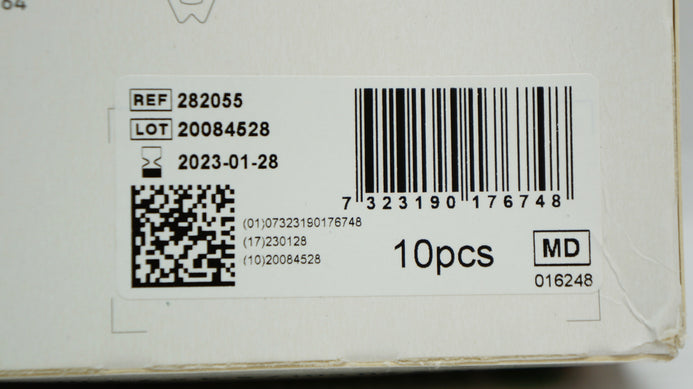 64
REF 282055
LOT 20084528
2023-01-28
7 323190 176748
(01)07323190176748
(17)230128
(10)20084528
10pcs
MD
016248